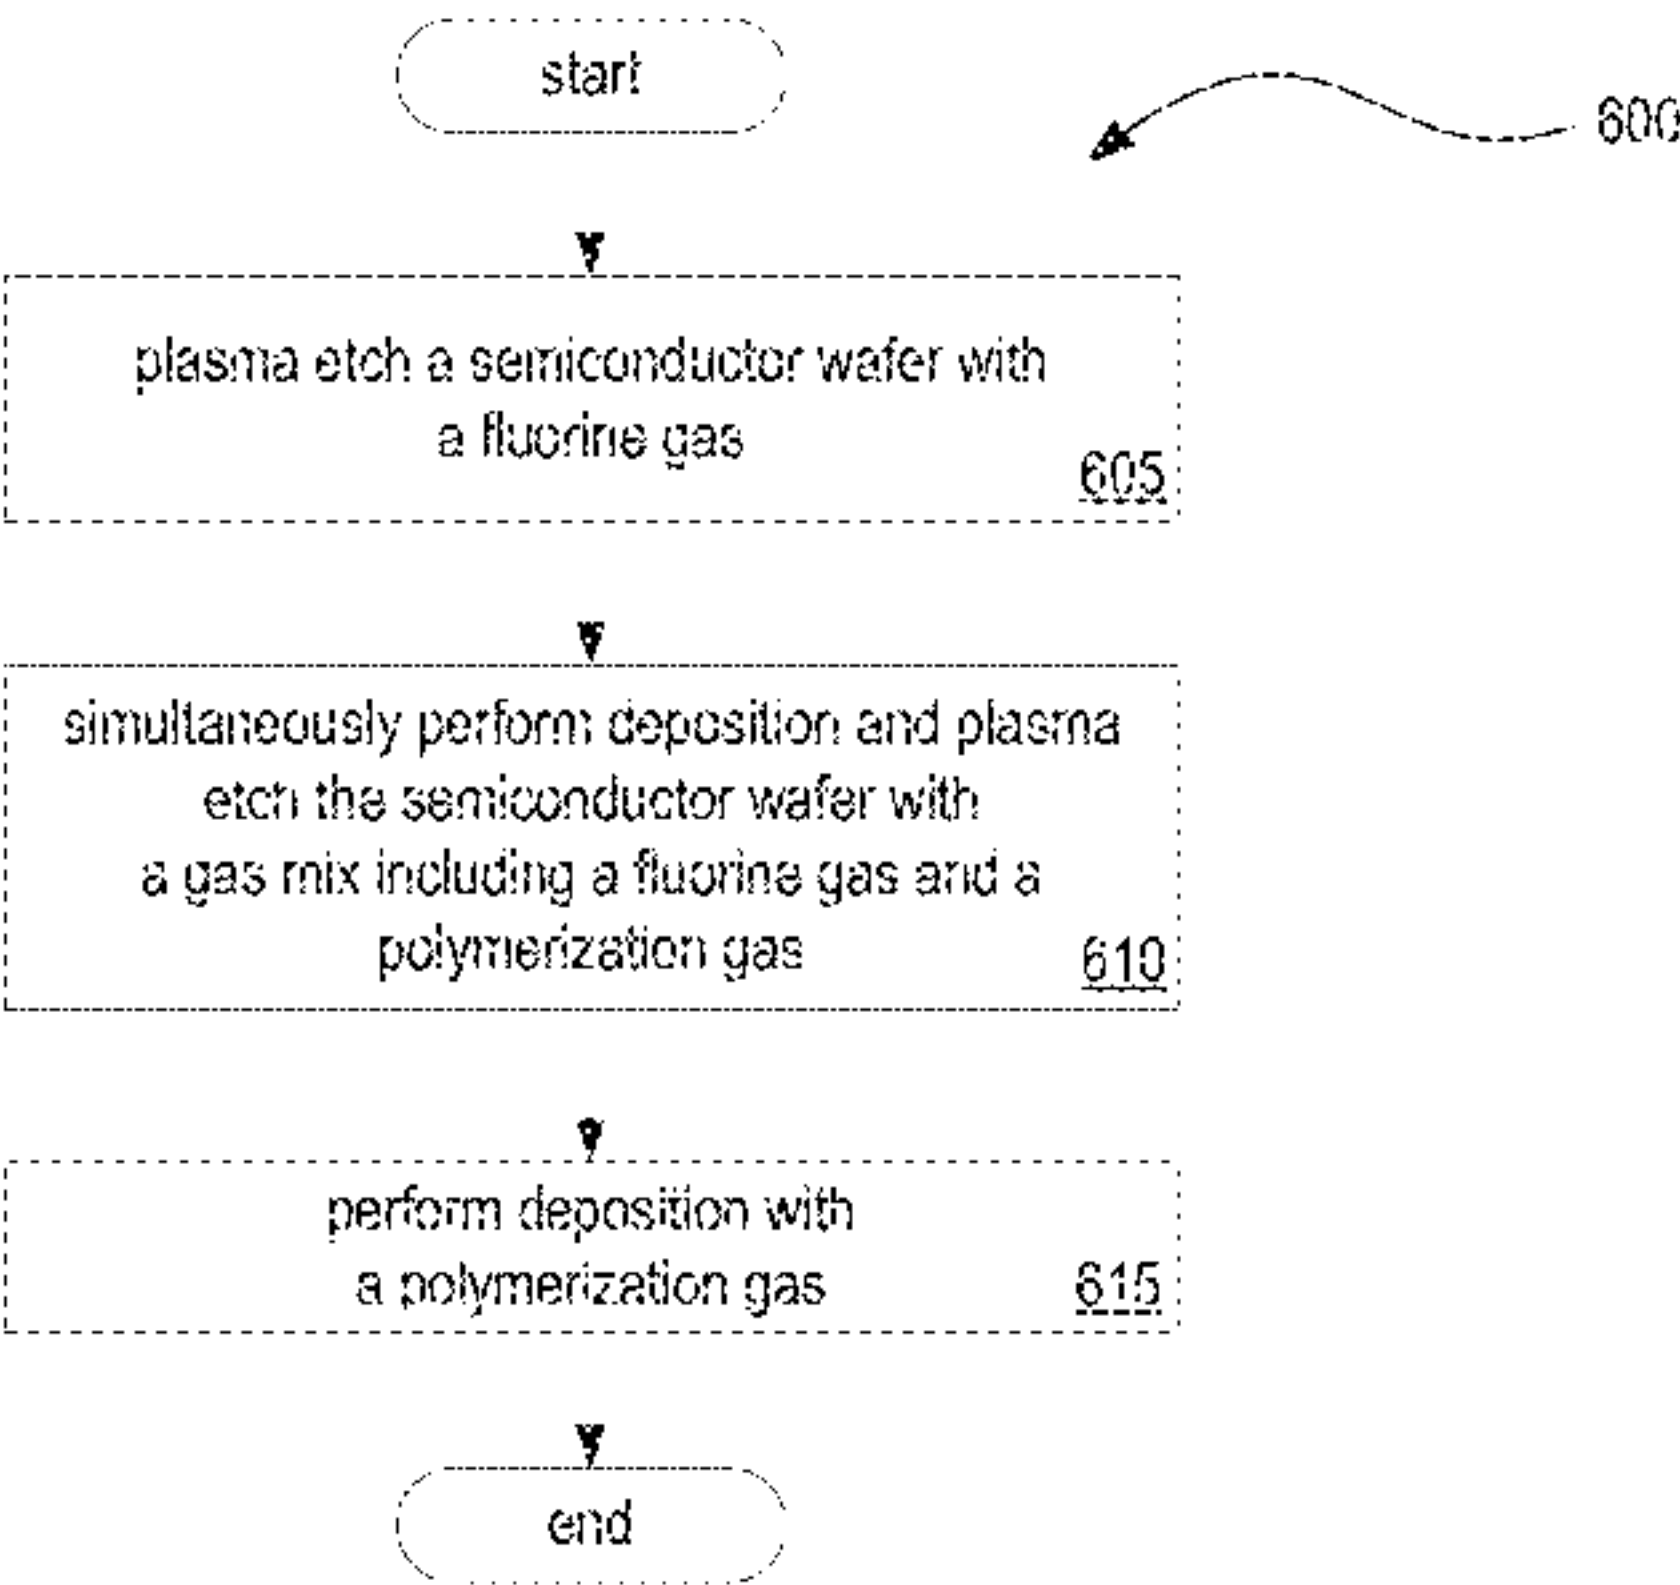 start
600
plasma etch a semiconductor wafer with
a fluorine gas
605
simultaneously perform deposition and plasma
etch the semiconductor wafer with
a gas mix including a fluorine gas and a
polymerization gas
610
perform deposition with
a polymerization gas
615
end